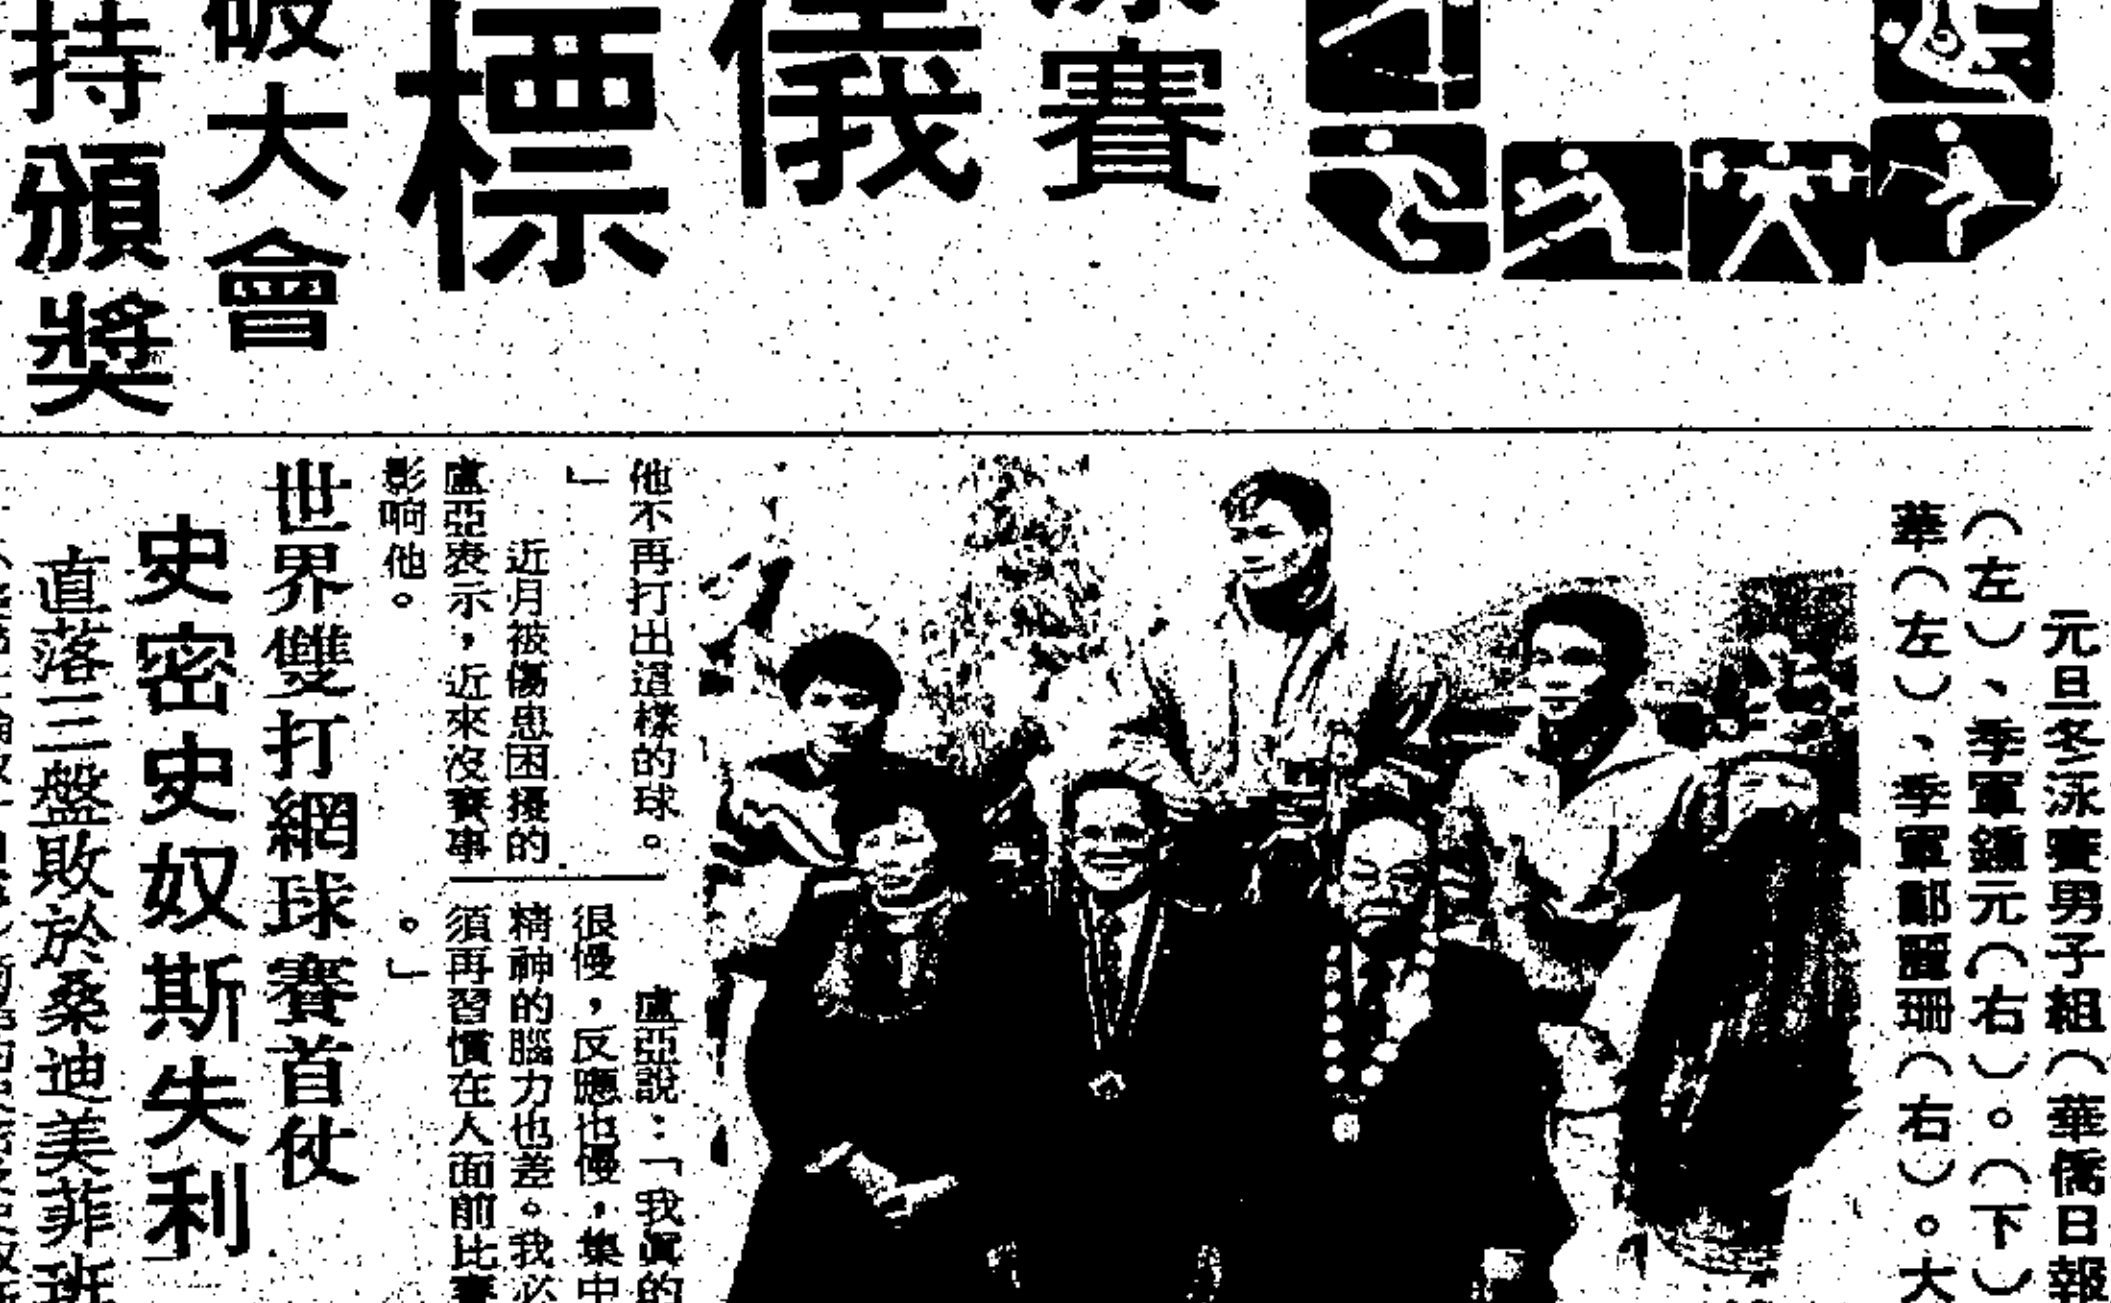 賽
儀
標
破大會
持頒獎
元旦冬泳賽男子組（華僑日報
（左）、季軍鍾元（右）。（下）
華（左）、季軍鄺麗珊（右）。大
他不再打出這樣的球。
」
近月被傷患困擾的
盧亞表示，近來沒賽事
影响他。
盧亞說：「我眞的
很慢，反應也慢，集中
精神的腦力也差。我必
須再習慣在人面前比賽
。」
世界雙打網球賽首仗
史密史奴斯失利
直落三盤敗於桑迪美菲班